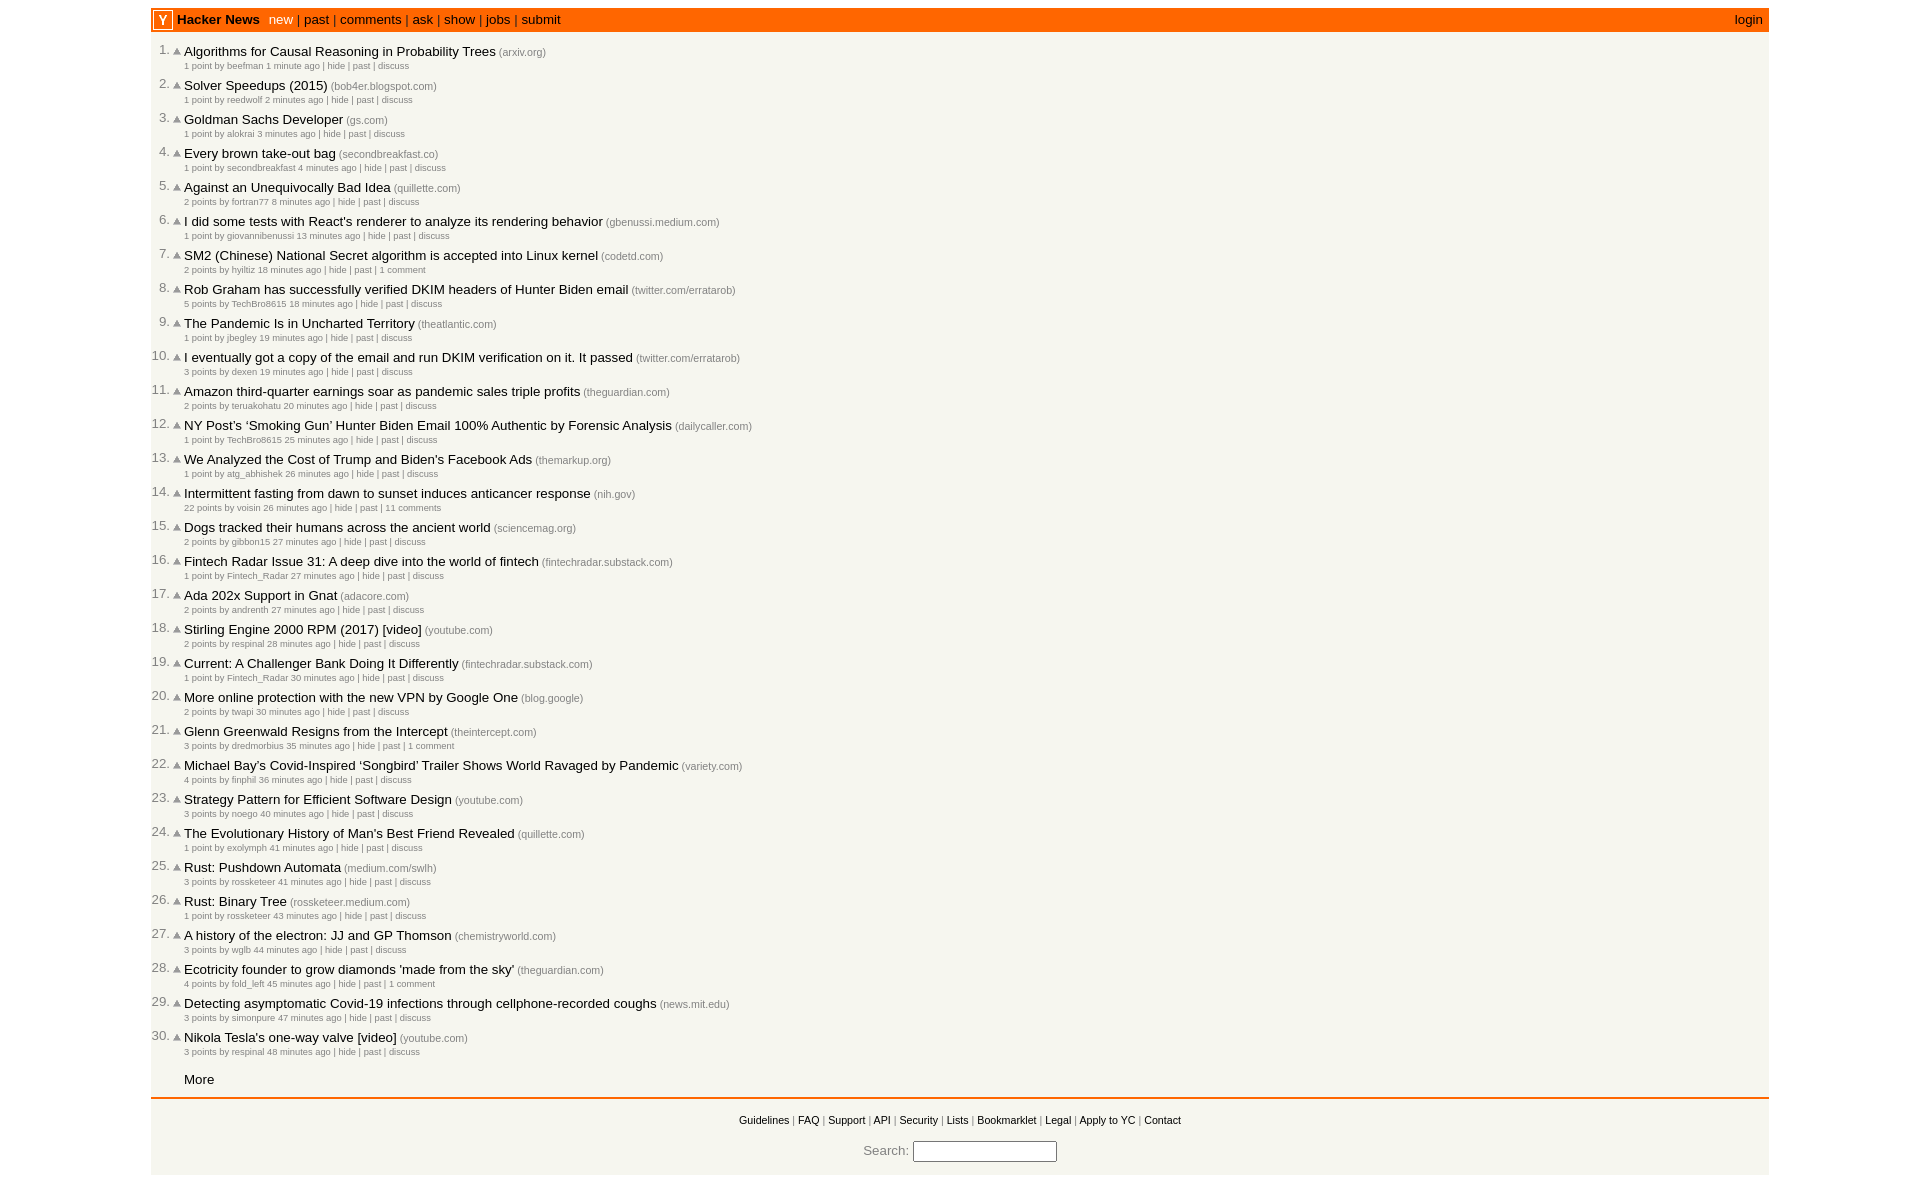 Y Hacker News new | past | comments | ask | show | jobs | submit login
1. Algorithms for Causal Reasoning in Probability Trees (arxiv.org)
1 point by beefman 1 minute ago | hide | past | discuss
2. Solver Speedups (2015) (bob4er.blogspot.com)
1 point by reedwolf 2 minutes ago | hide | past | discuss
3. Goldman Sachs Developer (gs.com)
1 point by alokrai 3 minutes ago | hide | past | discuss
4. Every brown take-out bag (secondbreakfast.co)
1 point by secondbreakfast 4 minutes ago | hide | past | discuss
5. Against an Unequivocally Bad Idea (quillette.com)
2 points by fortran77 8 minutes ago | hide | past | discuss
6. I did some tests with React's renderer to analyze its rendering behavior (gbenussi.medium.com)
1 point by giovannibenussi 13 minutes ago | hide | past | discuss
7. SM2 (Chinese) National Secret algorithm is accepted into Linux kernel (codetd.com)
2 points by hyiltiz 18 minutes ago | hide | past | 1 comment
8. Rob Graham has successfully verified DKIM headers of Hunter Biden email (twitter.com/erratarob)
5 points by TechBro8615 18 minutes ago | hide | past | discuss
9. The Pandemic Is in Uncharted Territory (theatlantic.com)
1 point by jbegley 19 minutes ago | hide | past | discuss
10. I eventually got a copy of the email and run DKIM verification on it. It passed (twitter.com/erratarob)
3 points by dexen 19 minutes ago | hide | past | discuss
11. Amazon third-quarter earnings soar as pandemic sales triple profits (theguardian.com)
2 points by teruakohatu 20 minutes ago | hide | past | discuss
12. NY Post’s ‘Smoking Gun’ Hunter Biden Email 100% Authentic by Forensic Analysis (dailycaller.com)
1 point by TechBro8615 25 minutes ago | hide | past | discuss
13. We Analyzed the Cost of Trump and Biden's Facebook Ads (themarkup.org)
1 point by atg_abhishek 26 minutes ago | hide | past | discuss
14. Intermittent fasting from dawn to sunset induces anticancer response (nih.gov)
22 points by voisin 26 minutes ago | hide | past | 11 comments
15. Dogs tracked their humans across the ancient world (sciencemag.org)
2 points by gibbon15 27 minutes ago | hide | past | discuss
16. Fintech Radar Issue 31: A deep dive into the world of fintech (fintechradar.substack.com)
1 point by Fintech_Radar 27 minutes ago | hide | past | discuss
17. Ada 202x Support in Gnat (adacore.com)
2 points by andrenth 27 minutes ago | hide | past | discuss
18. Stirling Engine 2000 RPM (2017) [video] (youtube.com)
2 points by respinal 28 minutes ago | hide | past | discuss
19. Current: A Challenger Bank Doing It Differently (fintechradar.substack.com)
1 point by Fintech_Radar 30 minutes ago | hide | past | discuss
20. More online protection with the new VPN by Google One (blog.google)
2 points by twapi 30 minutes ago | hide | past | discuss
21. Glenn Greenwald Resigns from the Intercept (theintercept.com)
3 points by dredmorbius 35 minutes ago | hide | past | 1 comment
22. Michael Bay’s Covid-Inspired ‘Songbird’ Trailer Shows World Ravaged by Pandemic (variety.com)
4 points by finphil 36 minutes ago | hide | past | discuss
23. Strategy Pattern for Efficient Software Design (youtube.com)
3 points by noego 40 minutes ago | hide | past | discuss
24. The Evolutionary History of Man's Best Friend Revealed (quillette.com)
1 point by exolymph 41 minutes ago | hide | past | discuss
25. Rust: Pushdown Automata (medium.com/swlh)
3 points by rossketeer 41 minutes ago | hide | past | discuss
26. Rust: Binary Tree (rossketeer.medium.com)
1 point by rossketeer 43 minutes ago | hide | past | discuss
27. A history of the electron: JJ and GP Thomson (chemistryworld.com)
3 points by wglb 44 minutes ago | hide | past | discuss
28. Ecotricity founder to grow diamonds 'made from the sky' (theguardian.com)
4 points by fold_left 45 minutes ago | hide | past | 1 comment
29. Detecting asymptomatic Covid-19 infections through cellphone-recorded coughs (news.mit.edu)
3 points by simonpure 47 minutes ago | hide | past | discuss
30. Nikola Tesla's one-way valve [video] (youtube.com)
3 points by respinal 48 minutes ago | hide | past | discuss
More
Guidelines | FAQ | Support | API | Security | Lists | Bookmarklet | Legal | Apply to YC | Contact
Search: